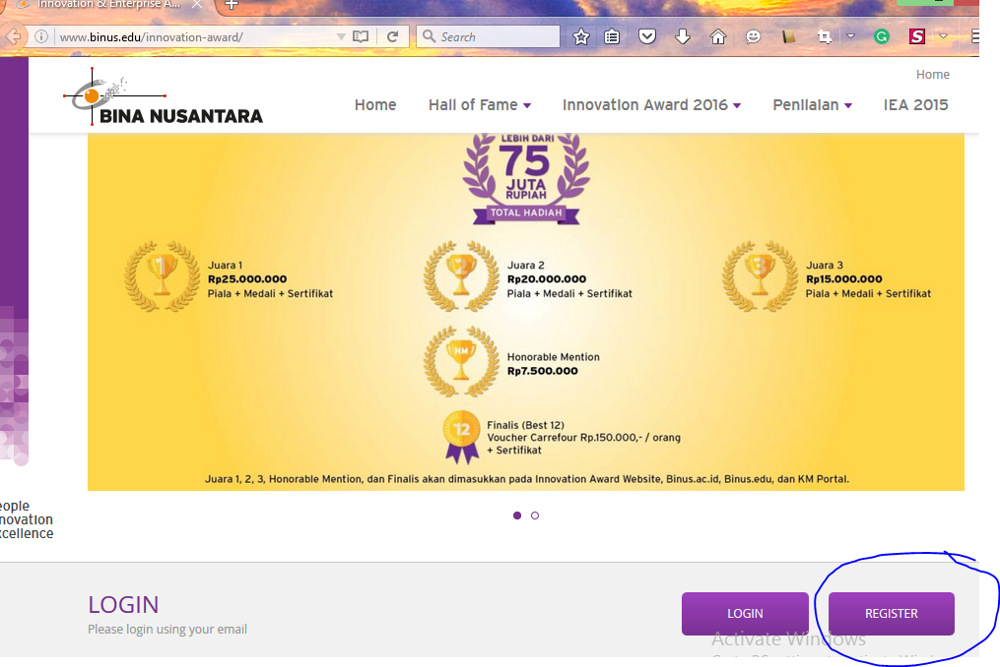 Innovation & Enterprise A...
www.binus.edu/innovation-award/
Search
Home
BINA NUSANTARA
Home Hall of Fame Innovation Award 2016 Penilaian IEA 2015
LEBIH DARI
75
JUTA
RUPIAH
TOTAL HADIAH
1
Juara 1
Rp25.000.000
Piala + Medali + Sertifikat
2
Juara 2
Rp20.000.000
Piala + Medali + Sertifikat
3
Juara 3
Rp15.000.000
Piala + Medali + Sertifikat
HM
Honorable Mention
Rp7.500.000
12
Finalis (Best 12)
Voucher Carrefour Rp.150.000,- / orang
+ Sertifikat
Juara 1, 2, 3, Honorable Mention, dan Finalis akan dimasukkan pada Innovation Award Website, Binus.ac.id, Binus.edu, dan KM Portal.
eople
novation
cellence
LOGIN
Please login using your email
LOGIN
REGISTER
Activate Windows